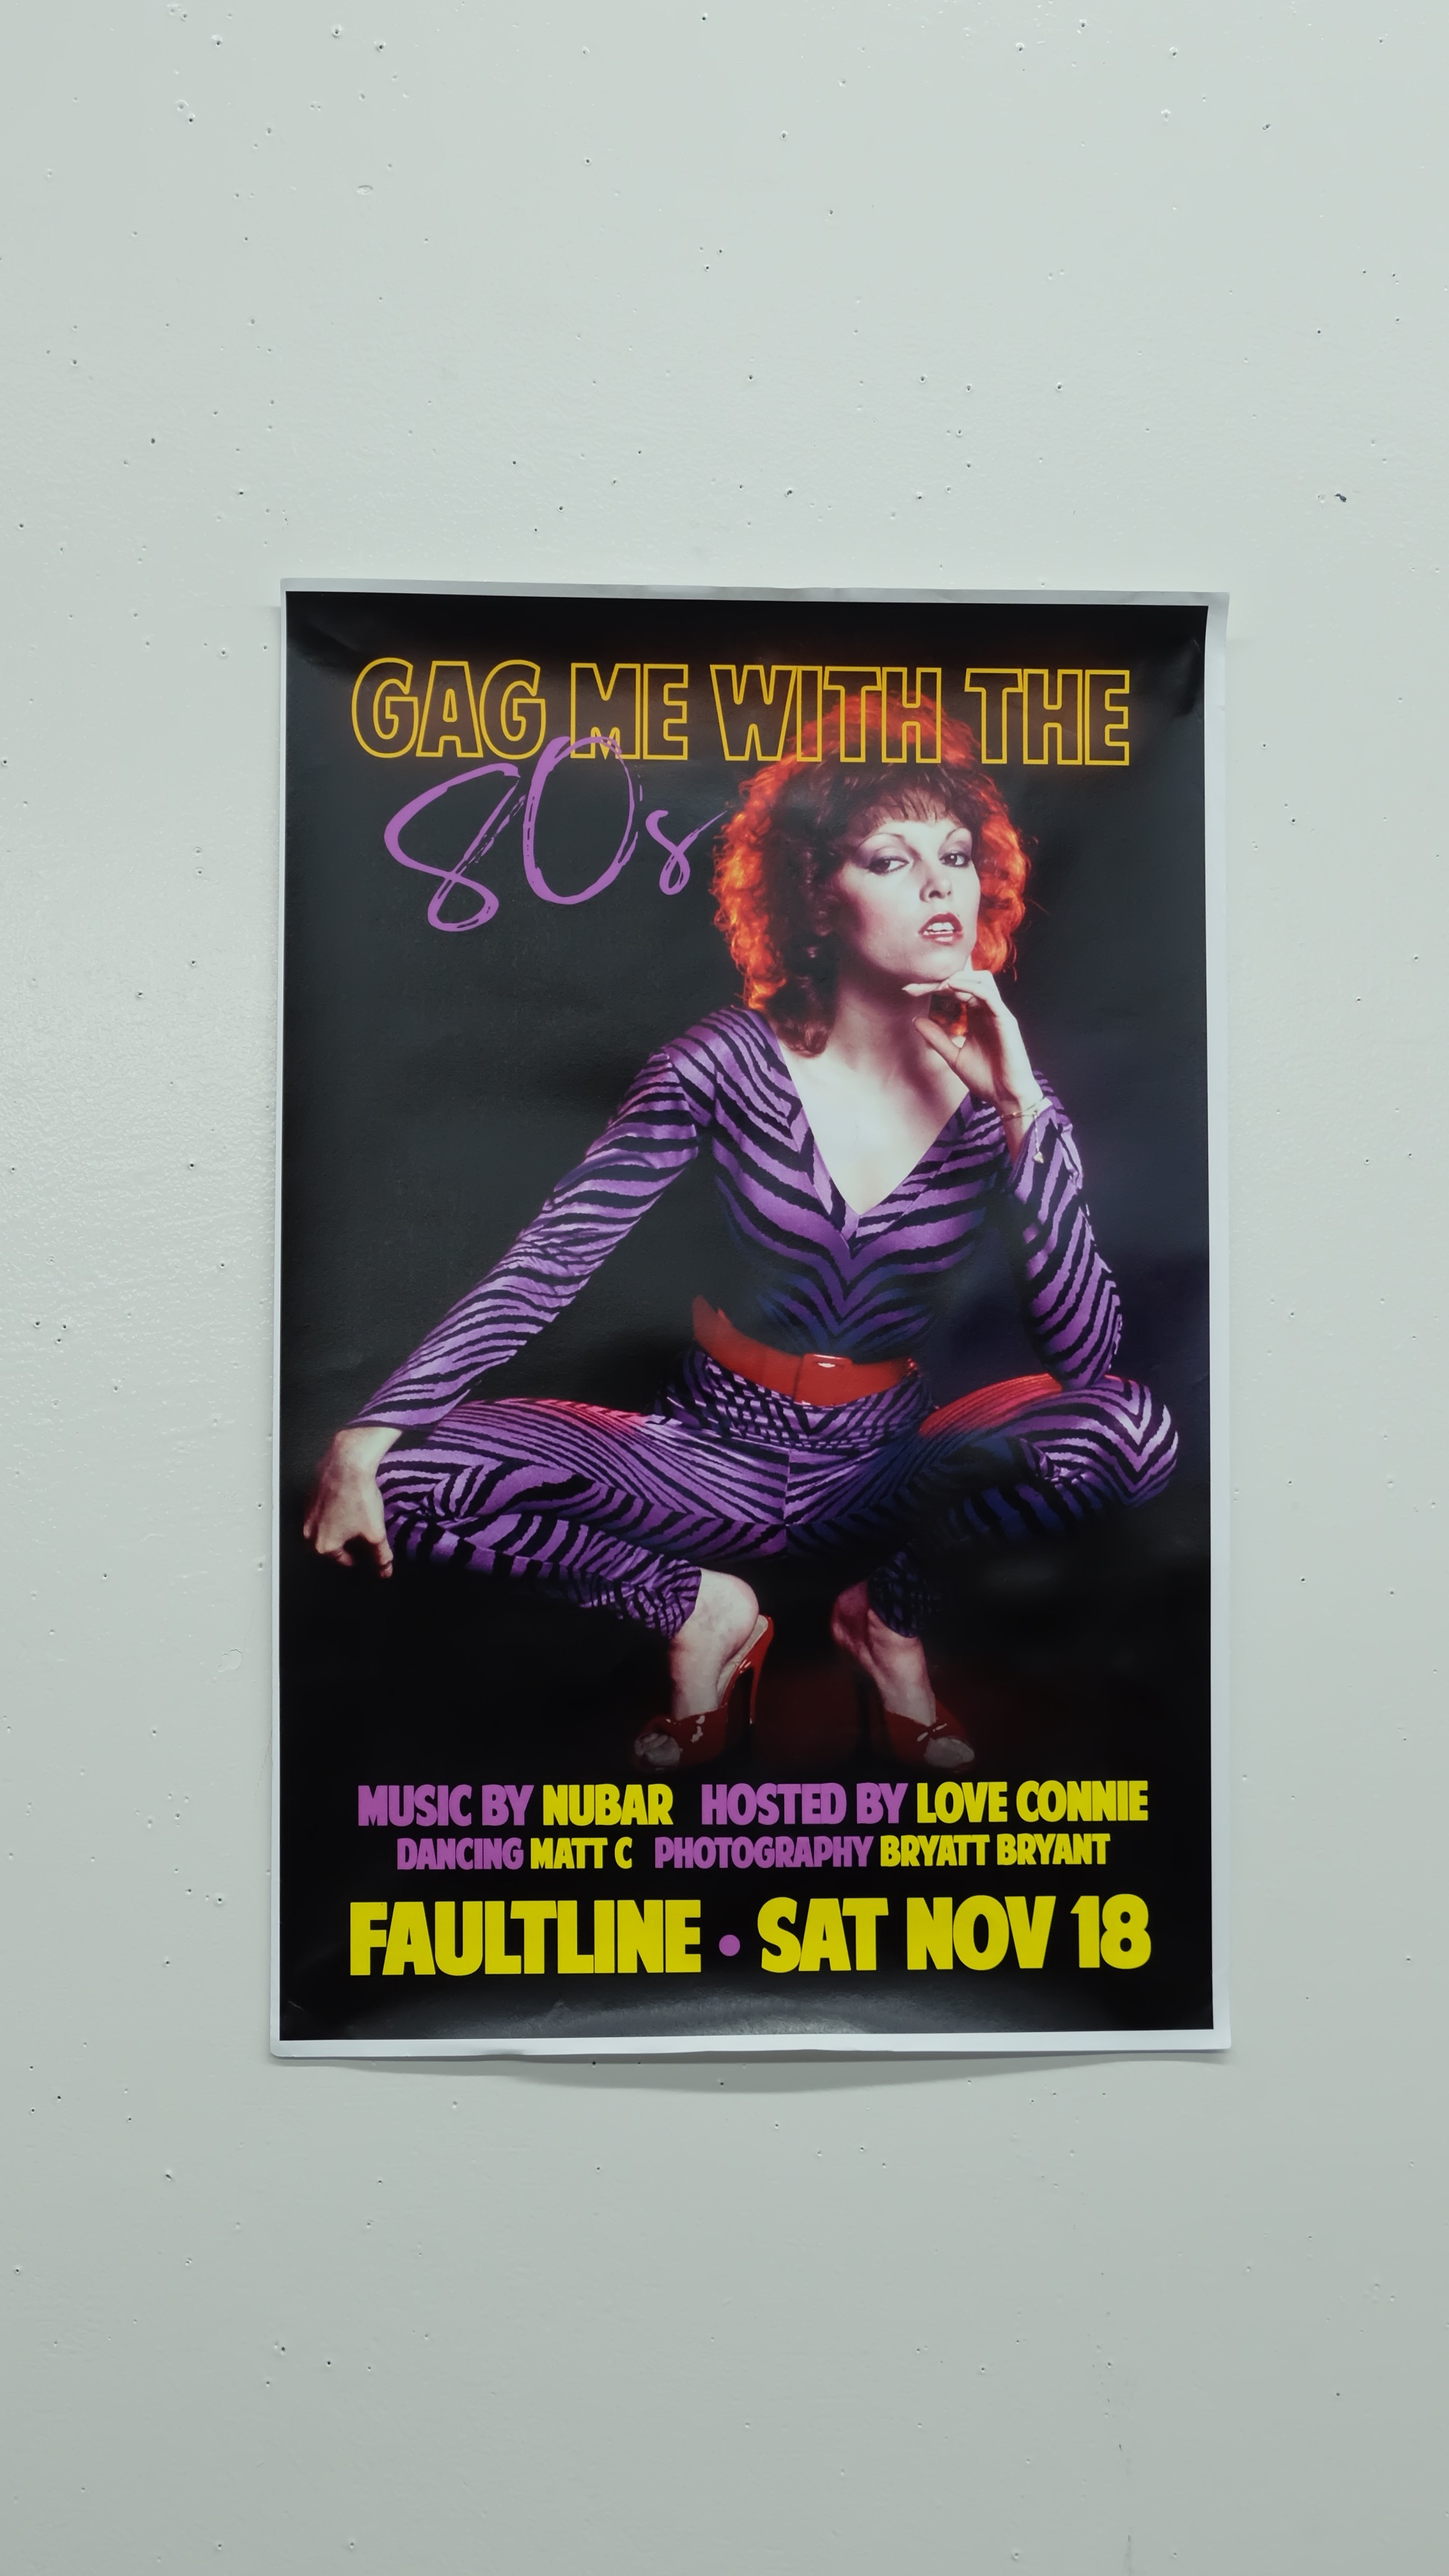 GAG ME WITH THE
80's
MUSIC BY NUBAR HOSTED BY LOVE CONNIE
DANCING MATT C PHOTOGRAPHY BRYATT BRYANT
FAULTLINE • SAT NOV 18